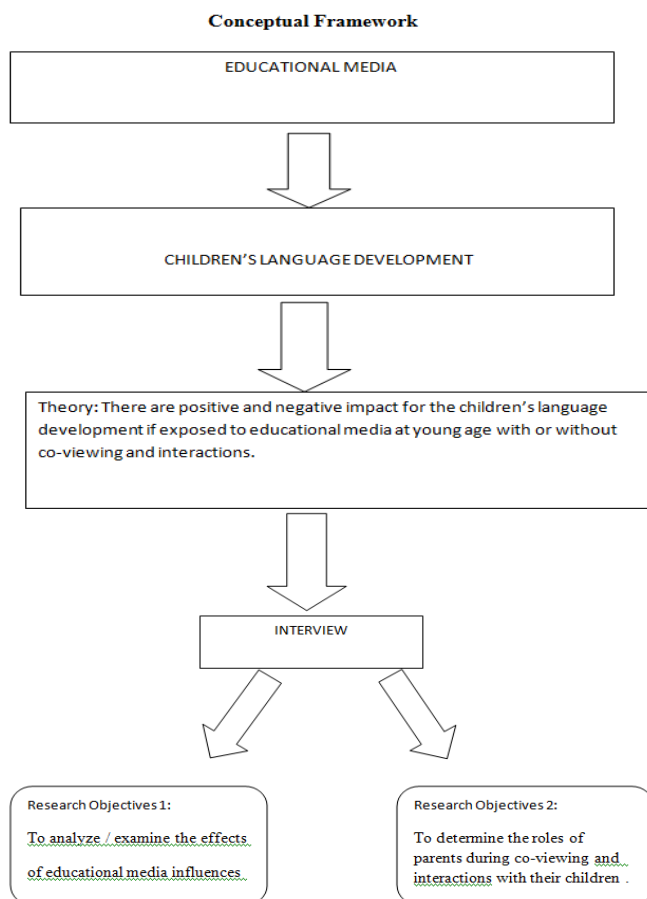 Conceptual Framework
EDUCATIONAL MEDIA
CHILDREN'S LANGUAGE DEVELOPMENT
Theory: There are positive and negative impact for the children's language
development if exposed to educational media at young age with or without
co-viewing and interactions.
INTERVIEW
Research Objectives 1:
To analyze / examine the effects
of educational media influences
Research Objectives 2:
To determine the roles of
parents during co-viewing and
interactions with their children .